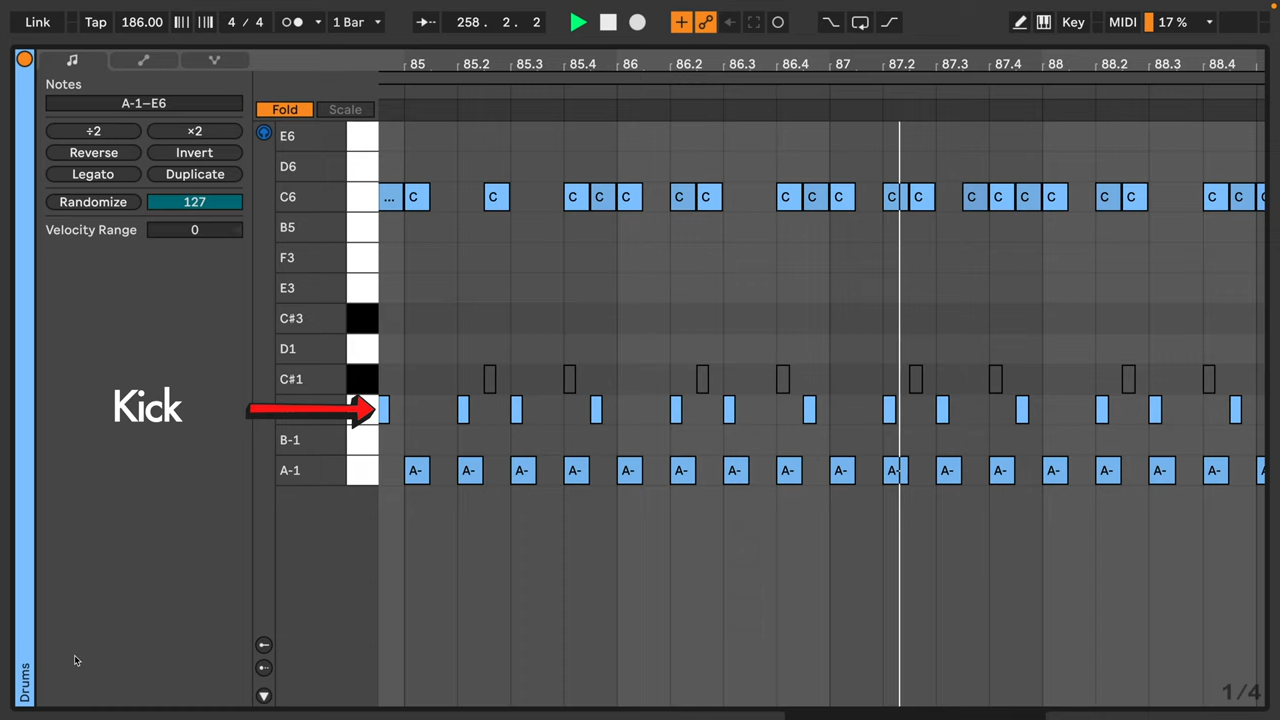 Link Tap 186.00 4 / 4 1 Bar 258. 2. 2 Key MIDI 17 %
85 85.2 85.3 85.4 86 86.2 86.3 86.4 87 87.2 87.3 87.4 88 88.2 88.3 88.4
Notes
A-1–E6
Fold Scale
÷2 ×2
E6
Reverse Invert
D6
Legato Duplicate
C6 ... C C C C C C C C C C C C C C C C C C C C C
Randomize 127
Velocity Range 0
B5
F3
E3
C#3
D1
C#1
Kick
B-1
A-1 A- A- A- A- A- A- A- A- A- A- A- A- A- A- A- A-
Drums
1/4